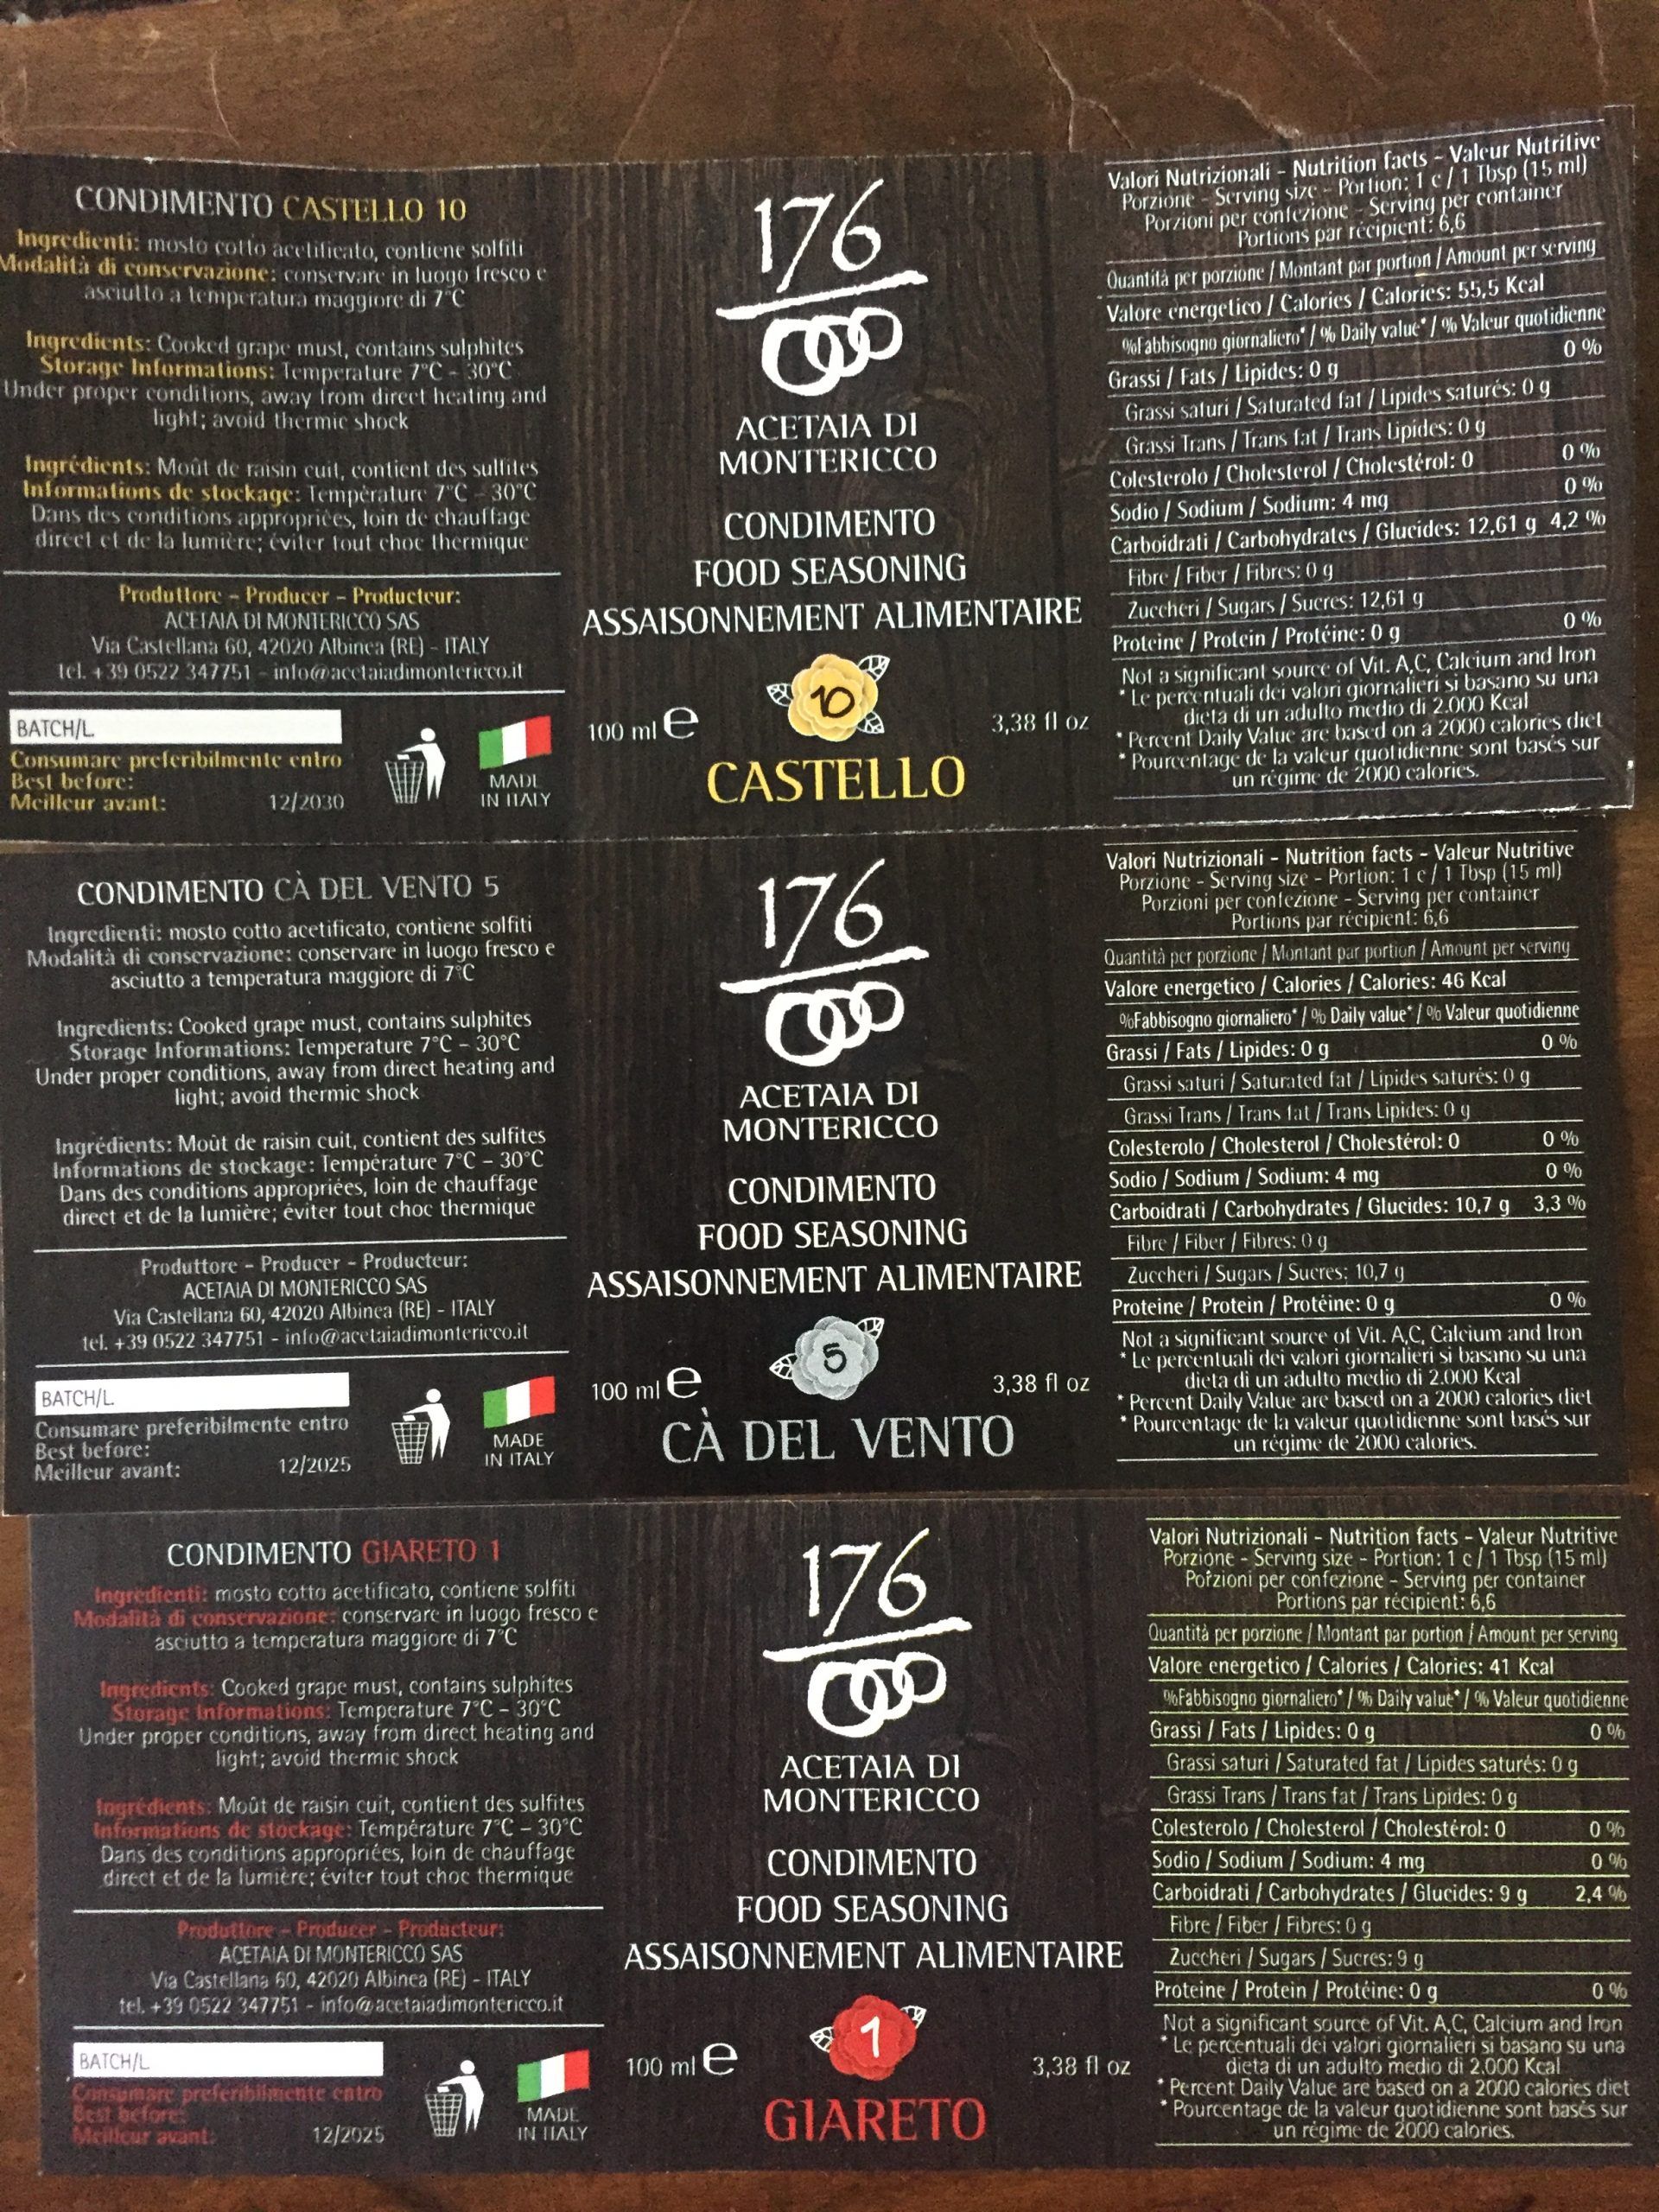 CONDIMENTO CASTELLO 10
Ingredienti: mosto cotto acetificato, contiene solfiti
Modalità di conservazione: conservare in luogo fresco e
asciutto a temperatura maggiore di 7°C
Ingredients: Cooked grape must, contains sulphites
Storage Informations: Temperature 7°C - 30°C
Under proper conditions, away from direct heating and
light; avoid thermic shock
Ingrédients: Moût de raisin cuit, contient des sulfites
Informations de stockage: Température 7°C - 30°C
Dans des conditions appropriées, loin de chauffage
direct et de la lumière; éviter tout choc thermique
Produttore - Producer - Producteur:
ACETAIA DI MONTERICCO SAS
Via Castellana 60, 42020 Albinea (RE) - ITALY
tel. +39 0522 347751 - info@acetaiadimontericco.it
BATCH/L.
Consumare preferibilmente entro
Best before:
Meilleur avant: 12/2030
MADE
IN ITALY
176
000
ACETAIA DI
MONTERICCO
CONDIMENTO
FOOD SEASONING
ASSAISONNEMENT ALIMENTAIRE
10
100 ml e 3,38 fl oz
CASTELLO
Valori Nutrizionali - Nutrition facts - Valeur Nutritive
Porzione - Serving size - Portion: 1 c / 1 Tbsp (15 ml)
Porzioni per confezione - Serving per container
Portions par récipient: 6,6
Quantità per porzione / Montant par portion / Amount per serving
Valore energetico / Calories / Calories: 55,5 Kcal
%Fabbisogno giornaliero* / % Daily value* / % Valeur quotidienne
Grassi / Fats / Lipides: 0 g 0 %
Grassi saturi / Saturated fat / Lipides saturés: 0 g
Grassi Trans / Trans fat / Trans Lipides: 0 g
Colesterolo / Cholesterol / Cholestérol: 0 0 %
Sodio / Sodium / Sodium: 4 mg 0 %
Carboidrati / Carbohydrates / Glucides: 12,61 g 4,2 %
Fibre / Fiber / Fibres: 0 g
Zuccheri / Sugars / Sucres: 12,61 g
Proteine / Protein / Protéine: 0 g 0 %
Not a significant source of Vit. A,C, Calcium and Iron
* Le percentuali dei valori giornalieri si basano su una
dieta di un adulto medio di 2.000 Kcal
* Percent Daily Value are based on a 2000 calories diet
* Pourcentage de la valeur quotidienne sont basés sur
un régime de 2000 calories.
CONDIMENTO CÀ DEL VENTO 5
Ingredienti: mosto cotto acetificato, contiene solfiti
Modalità di conservazione: conservare in luogo fresco e
asciutto a temperatura maggiore di 7°C
Ingredients: Cooked grape must, contains sulphites
Storage Informations: Temperature 7°C - 30°C
Under proper conditions, away from direct heating and
light; avoid thermic shock
Ingrédients: Moût de raisin cuit, contient des sulfites
Informations de stockage: Température 7°C - 30°C
Dans des conditions appropriées, loin de chauffage
direct et de la lumière; éviter tout choc thermique
Produttore - Producer - Producteur:
ACETAIA DI MONTERICCO SAS
Via Castellana 60, 42020 Albinea (RE) - ITALY
tel. +39 0522 347751 - info@acetaiadimontericco.it
BATCH/L.
Consumare preferibilmente entro
Best before:
Meilleur avant: 12/2025
MADE
IN ITALY
176
000
ACETAIA DI
MONTERICCO
CONDIMENTO
FOOD SEASONING
ASSAISONNEMENT ALIMENTAIRE
5
100 ml e 3,38 fl oz
CÀ DEL VENTO
Valori Nutrizionali - Nutrition facts - Valeur Nutritive
Porzione - Serving size - Portion: 1 c / 1 Tbsp (15 ml)
Porzioni per confezione - Serving per container
Portions par récipient: 6,6
Quantità per porzione / Montant par portion / Amount per serving
Valore energetico / Calories / Calories: 46 Kcal
%Fabbisogno giornaliero* / % Daily value* / % Valeur quotidienne
Grassi / Fats / Lipides: 0 g 0 %
Grassi saturi / Saturated fat / Lipides saturés: 0 g
Grassi Trans / Trans fat / Trans Lipides: 0 g
Colesterolo / Cholesterol / Cholestérol: 0 0 %
Sodio / Sodium / Sodium: 4 mg 0 %
Carboidrati / Carbohydrates / Glucides: 10,7 g 3,3 %
Fibre / Fiber / Fibres: 0 g
Zuccheri / Sugars / Sucres: 10,7 g
Proteine / Protein / Protéine: 0 g 0 %
Not a significant source of Vit. A,C, Calcium and Iron
* Le percentuali dei valori giornalieri si basano su una
dieta di un adulto medio di 2.000 Kcal
* Percent Daily Value are based on a 2000 calories diet
* Pourcentage de la valeur quotidienne sont basés sur
un régime de 2000 calories.
CONDIMENTO GIARETO 1
Ingredienti: mosto cotto acetificato, contiene solfiti
Modalità di conservazione: conservare in luogo fresco e
asciutto a temperatura maggiore di 7°C
Ingredients: Cooked grape must, contains sulphites
Storage Informations: Temperature 7°C - 30°C
Under proper conditions, away from direct heating and
light; avoid thermic shock
Ingrédients: Moût de raisin cuit, contient des sulfites
Informations de stockage: Température 7°C - 30°C
Dans des conditions appropriées, loin de chauffage
direct et de la lumière; éviter tout choc thermique
Produttore - Producer - Producteur:
ACETAIA DI MONTERICCO SAS
Via Castellana 60, 42020 Albinea (RE) - ITALY
tel. +39 0522 347751 - info@acetaiadimontericco.it
BATCH/L
Consumare preferibilmente entro
Best before:
Meilleur avant: 12/2025
MADE
IN ITALY
176
000
ACETAIA DI
MONTERICCO
CONDIMENTO
FOOD SEASONING
ASSAISONNEMENT ALIMENTAIRE
1
100 ml e 3,38 fl oz
GIARETO
Valori Nutrizionali - Nutrition facts - Valeur Nutritive
Porzione - Serving size - Portion: 1 c / 1 Tbsp (15 ml)
Porzioni per confezione - Serving per container
Portions par récipient: 6,6
Quantità per porzione / Montant par portion / Amount per serving
Valore energetico / Calories / Calories: 41 Kcal
%Fabbisogno giornaliero* / % Daily value* / % Valeur quotidienne
Grassi / Fats / Lipides: 0 g 0 %
Grassi saturi / Saturated fat / Lipides saturés: 0 g
Grassi Trans / Trans fat / Trans Lipides: 0 g
Colesterolo / Cholesterol / Cholestérol: 0 0 %
Sodio / Sodium / Sodium: 4 mg 0 %
Carboidrati / Carbohydrates / Glucides: 9 g 2,4 %
Fibre / Fiber / Fibres: 0 g
Zuccheri / Sugars / Sucres: 9 g
Proteine / Protein / Protéine: 0 g 0 %
Not a significant source of Vit. A,C, Calcium and Iron
* Le percentuali dei valori giornalieri si basano su una
dieta di un adulto medio di 2.000 Kcal
* Percent Daily Value are based on a 2000 calories diet
* Pourcentage de la valeur quotidienne sont basés sur
un régime de 2000 calories.